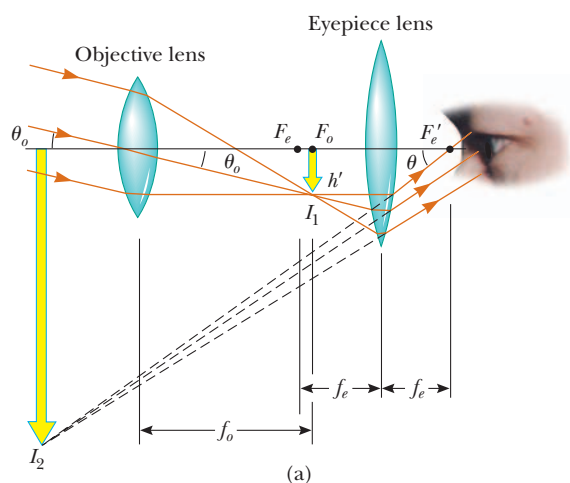 Eyepiece lens
Objective lens
θo
θo
Fe Fo
θ
Fe′
h′
I1
fe
fe
fo
I2
(a)